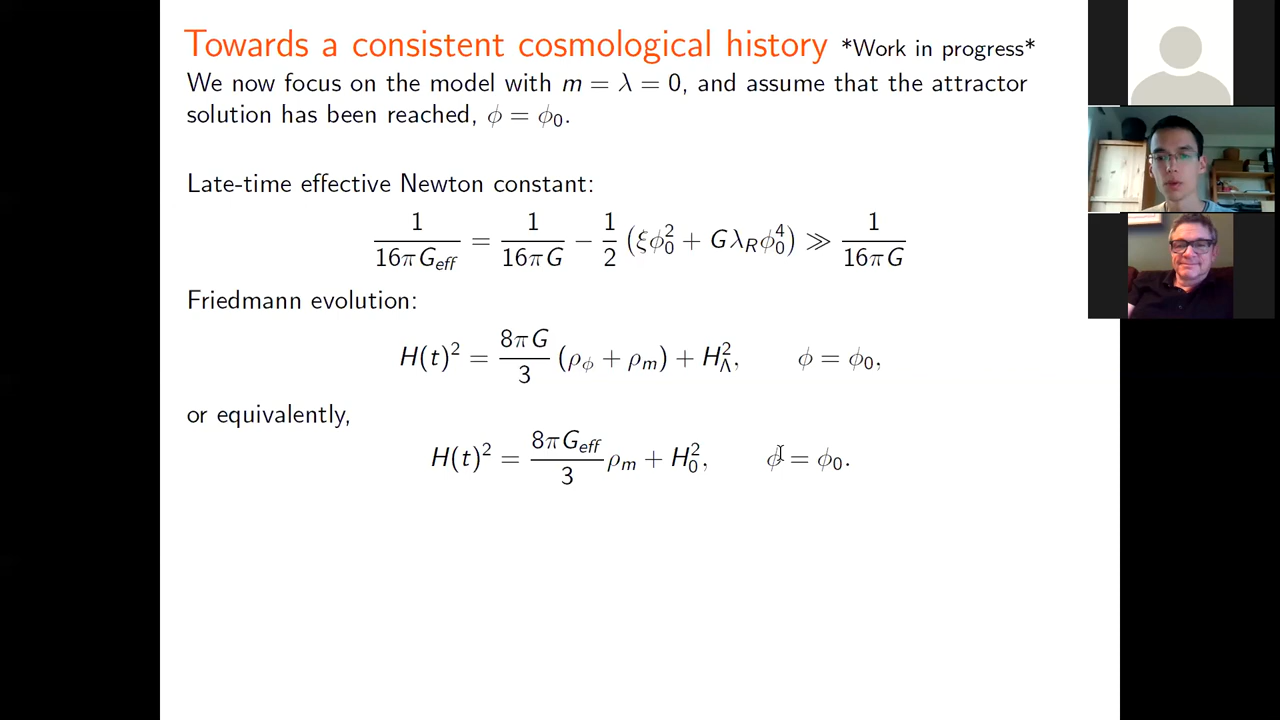 Towards a consistent cosmological history *Work in progress*
We now focus on the model with m = λ = 0, and assume that the attractor
solution has been reached, ϕ = ϕ₀.
Late-time effective Newton constant:
1/(16πG_eff) = 1/(16πG) − 1/2 (ξϕ₀² + Gλ_Rϕ₀⁴) ≫ 1/(16πG)
Friedmann evolution:
H(t)² = 8πG/3 (ρ_ϕ + ρ_m) + H_Λ², ϕ = ϕ₀,
or equivalently,
H(t)² = 8πG_eff/3 ρ_m + H₀², ϕ = ϕ₀.